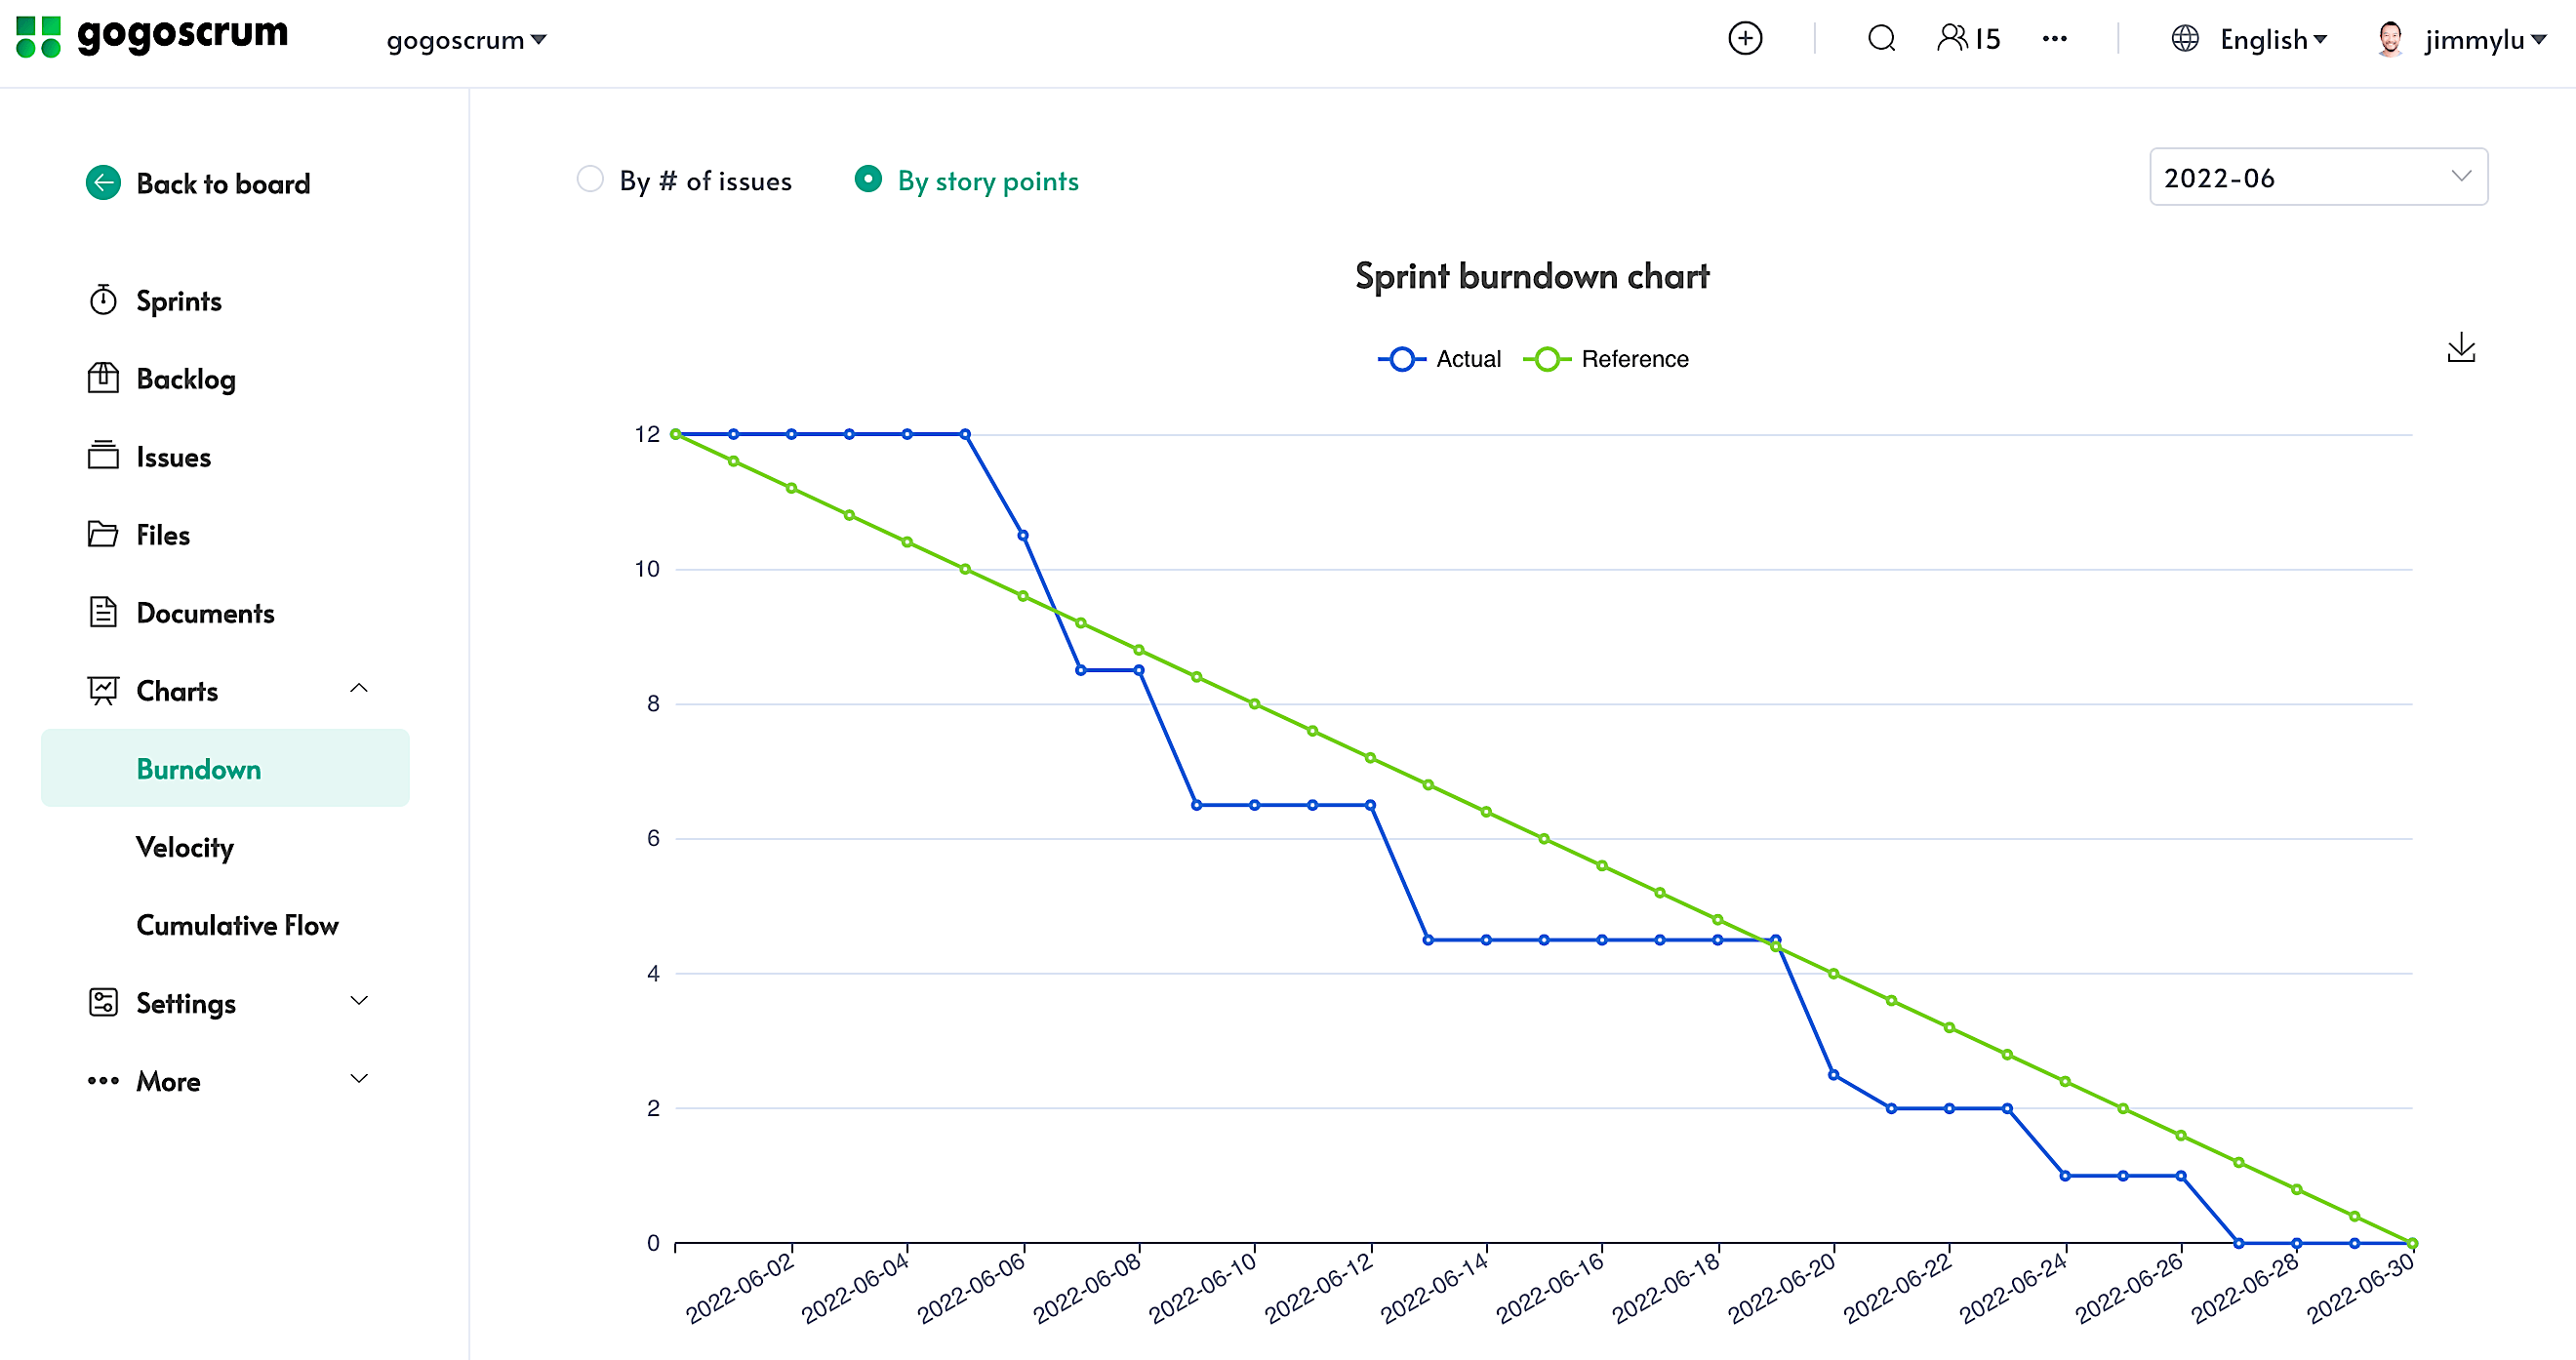 gogoscrum
gogoscrum
15
English
jimmylu
Back to board
Sprints
Backlog
Issues
Files
Documents
Charts
Burndown
Velocity
Cumulative Flow
Settings
More
By # of issues
By story points
2022-06
Sprint burndown chart
Actual
Reference
12
10
8
6
4
2
0
2022-06-02
2022-06-04
2022-06-06
2022-06-08
2022-06-10
2022-06-12
2022-06-14
2022-06-16
2022-06-18
2022-06-20
2022-06-22
2022-06-24
2022-06-26
2022-06-28
2022-06-30